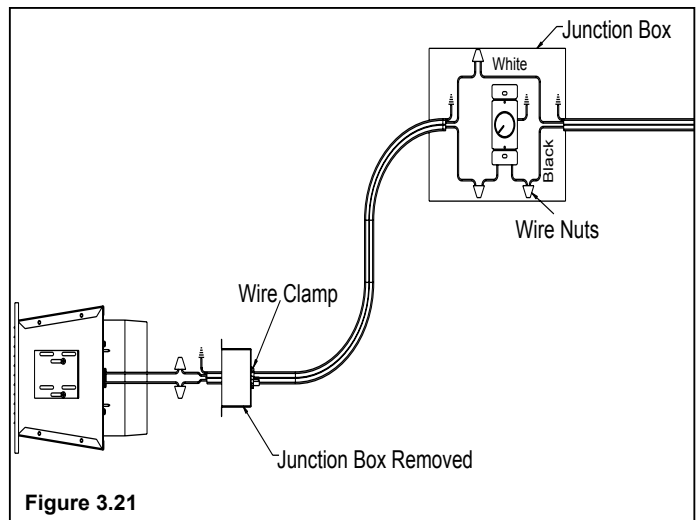 Junction Box
White
Black
Wire Nuts
Wire Clamp
Junction Box Removed
Figure 3.21